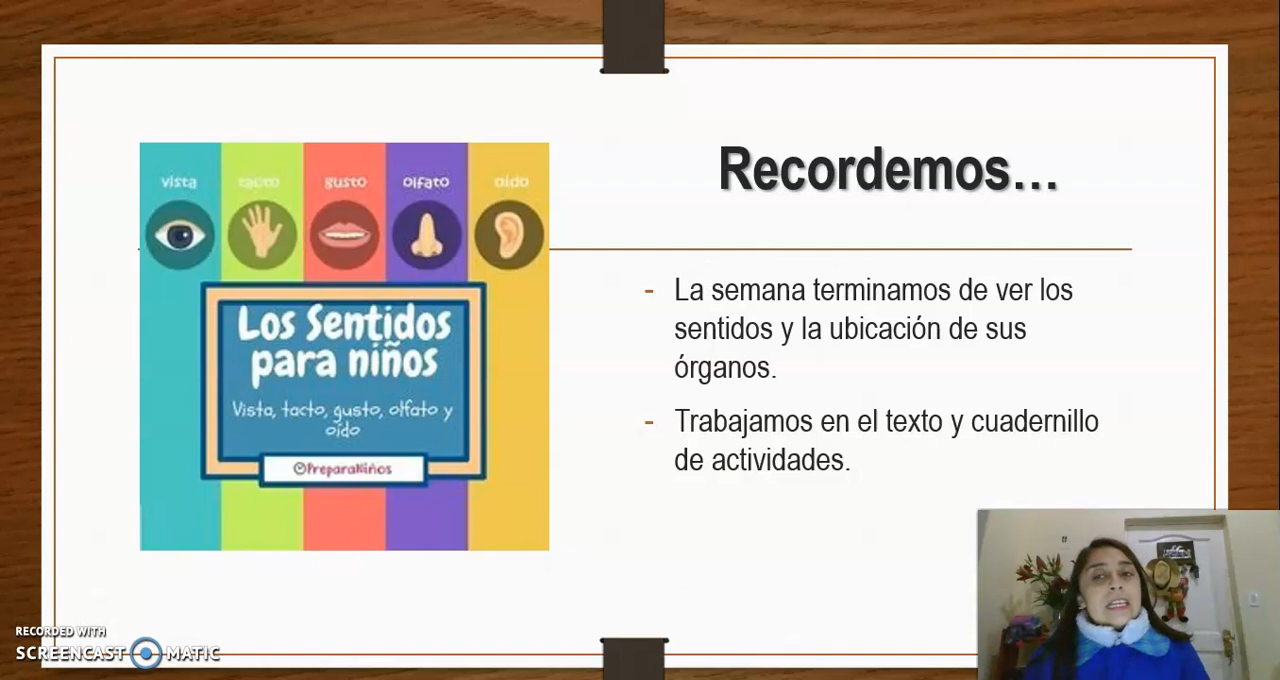 Recordemos...
vista tacto gusto olfato oído
Los Sentidos
para niños
Vista, tacto, gusto, olfato y
oído
@PreparaNiños
- La semana terminamos de ver los
sentidos y la ubicación de sus
órganos.
- Trabajamos en el texto y cuadernillo
de actividades.
RECORDED WITH
SCREENCAST MATIC